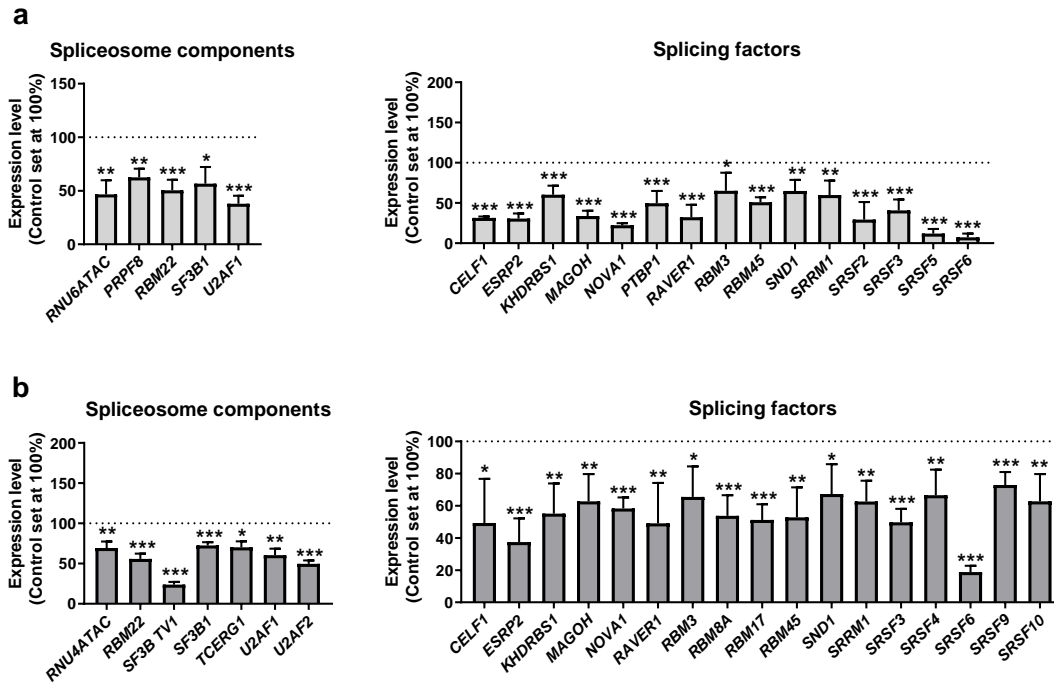 a
Spliceosome components
Expression level
(Control set at 100%)
150
100
50
0
** ** *** * ***
RNU6ATAC
PRPF8
RBM22
SF3B1
U2AF1
Splicing factors
Expression level
(Control set at 100%)
200
150
100
50
0
*** *** *** *** *** *** *** * *** ** ** *** *** *** ***
CELF1
ESRP2
KHDRBS1
MAGOH
NOVA1
PTBP1
RAVER1
RBM3
RBM45
SND1
SRRM1
SRSF2
SRSF3
SRSF5
SRSF6
b
Spliceosome components
Expression level
(Control set at 100%)
200
150
100
50
0
** ** *** *** * ** ***
RNU4ATAC
RBM22
SF3B TV1
SF3B1
TCERG1
U2AF1
U2AF2
Splicing factors
Expression level
(Control set at 100%)
100
80
60
40
20
0
* *** ** ** *** ** * *** *** ** * ** *** ** *** *** **
CELF1
ESRP2
KHDRBS1
MAGOH
NOVA1
RAVER1
RBM3
RBM8A
RBM17
RBM45
SND1
SRRM1
SRSF3
SRSF4
SRSF6
SRSF9
SRSF10